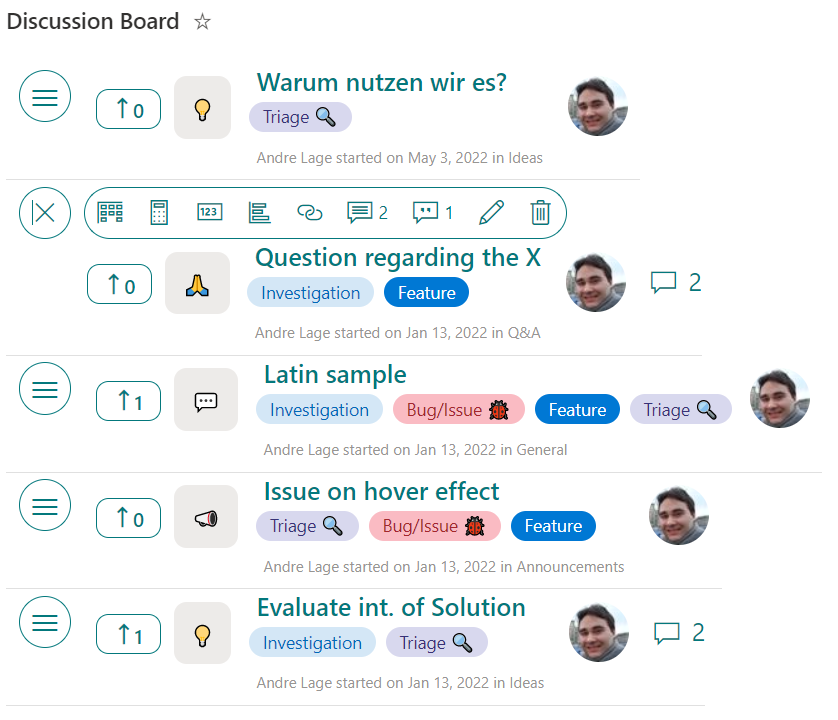 Discussion Board
Warum nutzen wir es?
0
Triage
Andre Lage started on May 3, 2022 in Ideas
123
2
1
Question regarding the X
0
Investigation Feature
2
Andre Lage started on Jan 13, 2022 in Q&A
Latin sample
1
Investigation Bug/Issue Feature Triage
Andre Lage started on Jan 13, 2022 in General
Issue on hover effect
0
Triage Bug/Issue Feature
Andre Lage started on Jan 13, 2022 in Announcements
Evaluate int. of Solution
1
Investigation Triage
2
Andre Lage started on Jan 13, 2022 in Ideas